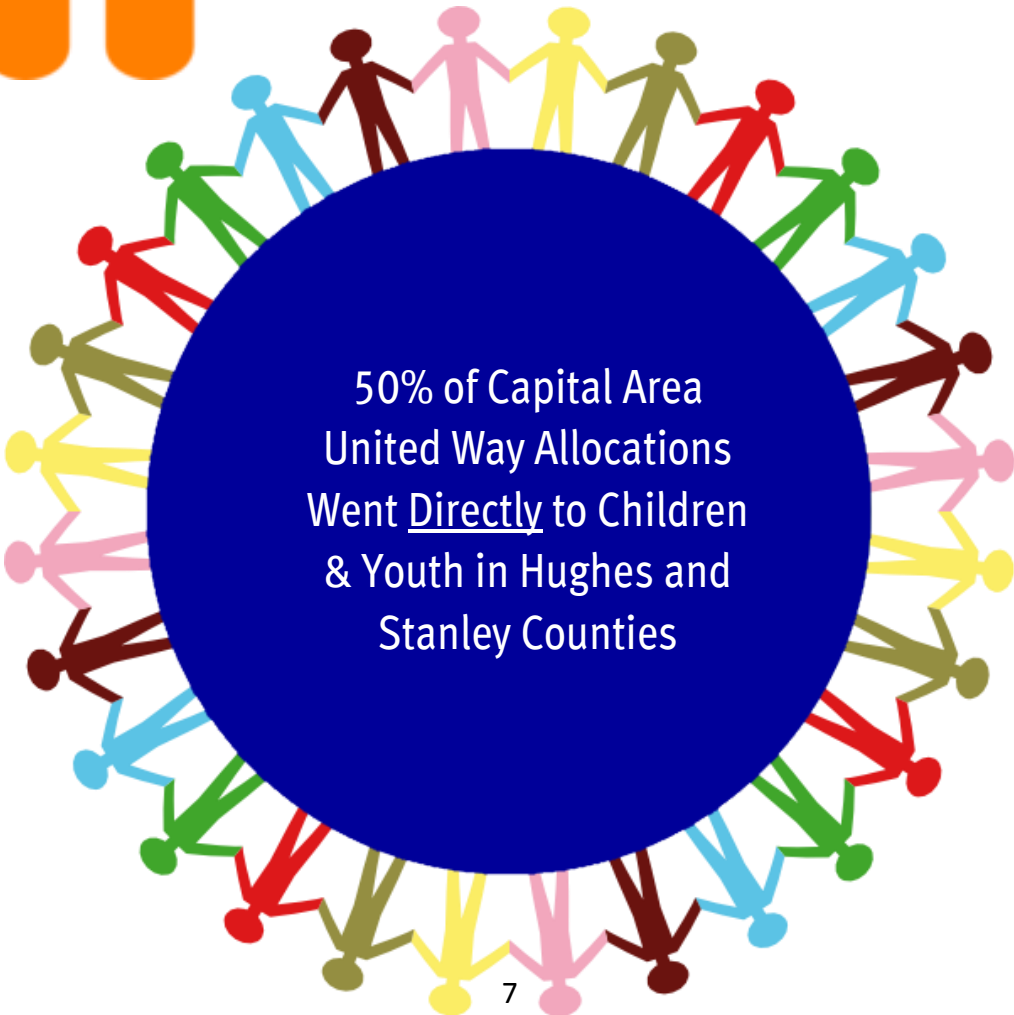 50% of Capital Area
United Way Allocations
Went Directly to Children
& Youth in Hughes and
Stanley Counties
7